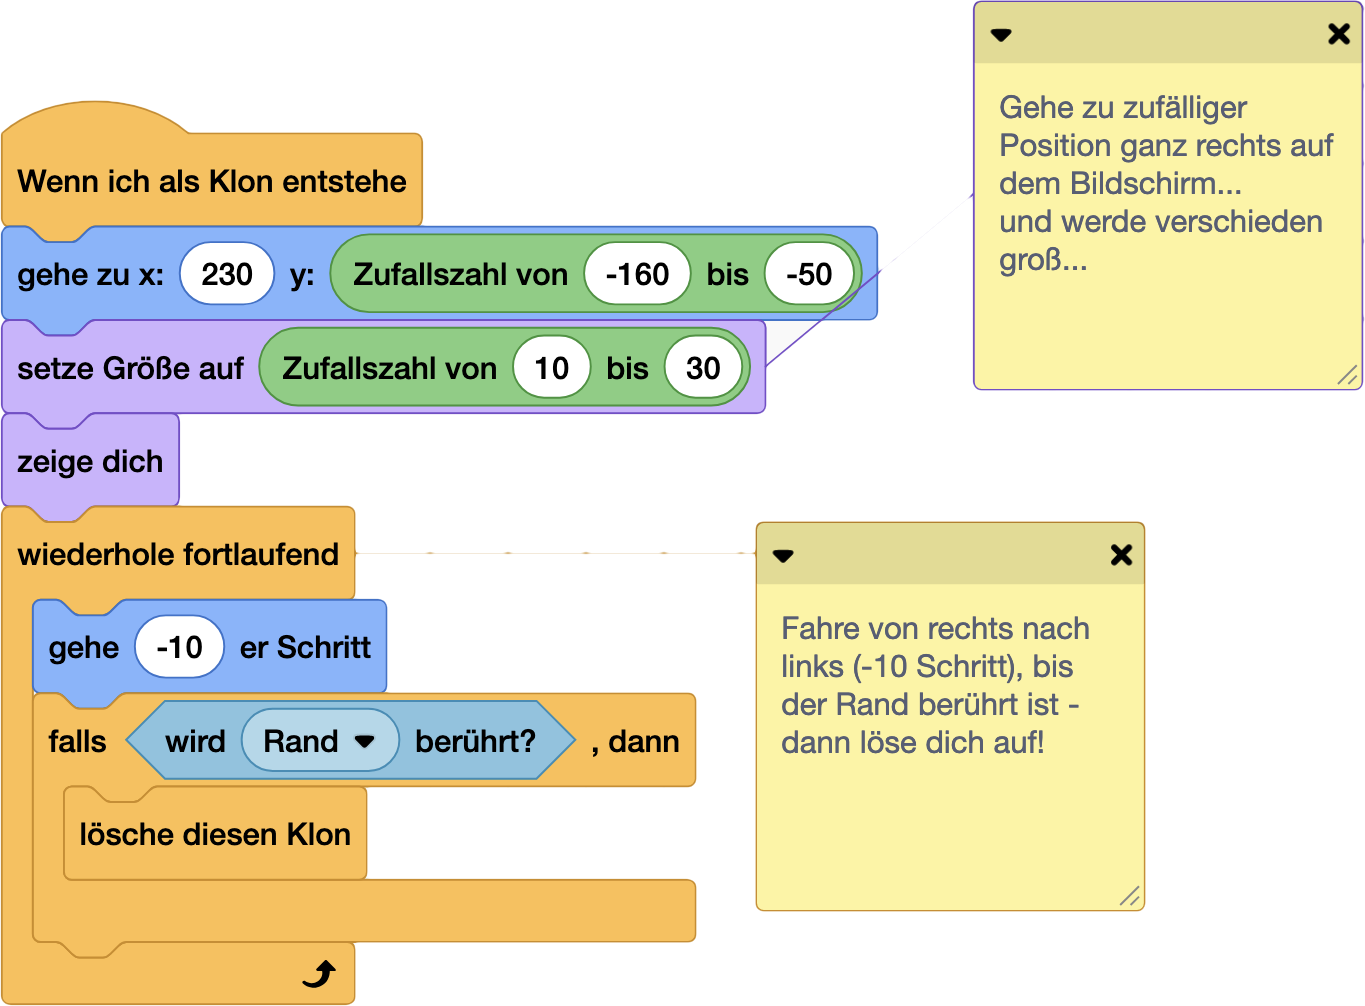 Wenn ich als Klon entstehe
gehe zu x: 230 y: Zufallszahl von -160 bis -50
setze Größe auf Zufallszahl von 10 bis 30
zeige dich
wiederhole fortlaufend
gehe -10 er Schritt
falls wird Rand berührt? , dann
lösche diesen Klon
Gehe zu zufälliger
Position ganz rechts auf
dem Bildschirm...
und werde verschieden
groß...
Fahre von rechts nach
links (-10 Schritt), bis
der Rand berührt ist -
dann löse dich auf!